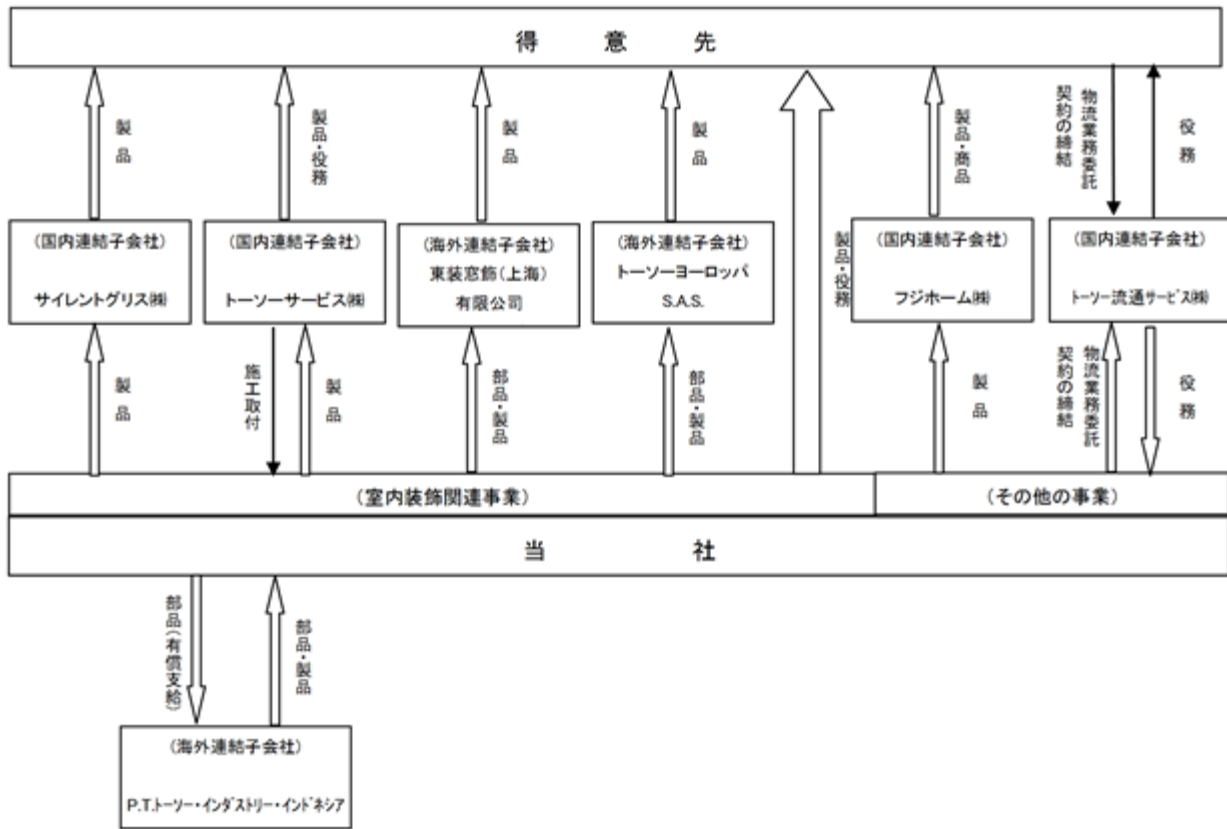 得意先
製品
製品・役務
製品
製品
製品・役務
製品・商品
物流業務委託
契約の締結
役務
(国内連結子会社)
サイレントグリス㈱
(国内連結子会社)
トーソーサービス㈱
(海外連結子会社)
東装窓飾(上海)
有限公司
(海外連結子会社)
トーソーヨーロッパ
S.A.S.
(国内連結子会社)
フジホーム㈱
(国内連結子会社)
トーソー流通サービス㈱
製品
施工取付
製品
部品・製品
部品・製品
製品
物流業務委託
契約の締結
役務
(室内装飾関連事業)
(その他の事業)
当社
部品(有償支給)
部品・製品
(海外連結子会社)
P.T.トーソー・インダストリー・インドネシア